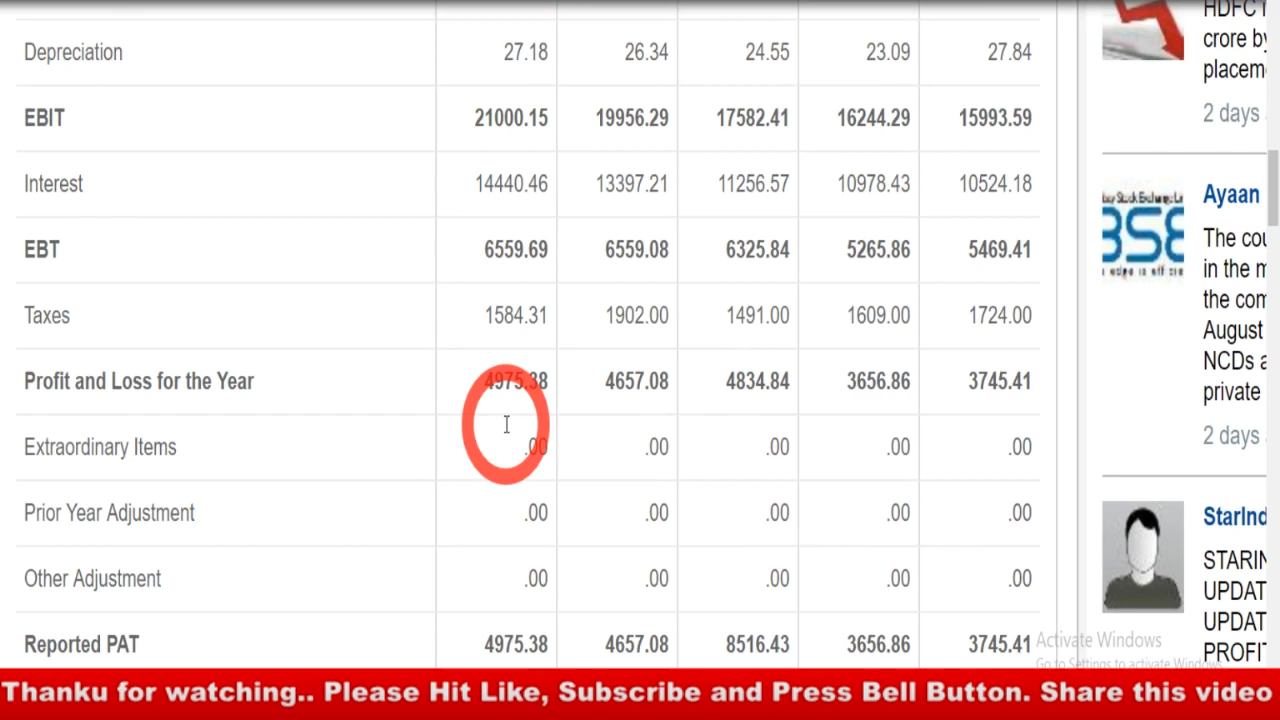 Depreciation 27.18 26.34 24.55 23.09 27.84
EBIT 21000.15 19956.29 17582.41 16244.29 15993.59
Interest 14440.46 13397.21 11256.57 10978.43 10524.18
EBT 6559.69 6559.08 6325.84 5265.86 5469.41
Taxes 1584.31 1902.00 1491.00 1609.00 1724.00
Profit and Loss for the Year 4975.38 4657.08 4834.84 3656.86 3745.41
Extraordinary Items .00 .00 .00 .00 .00
Prior Year Adjustment .00 .00 .00 .00 .00
Other Adjustment .00 .00 .00 .00 .00
Reported PAT 4975.38 4657.08 8516.43 3656.86 3745.41
HDFC
crore by
placem
2 days
Ayaan
The cou
in the m
the com
August
NCDs a
private
2 days
StarInd
STARIN
UPDAT
UPDAT
PROFIT
Activate Windows
Go to Settings to activate Windows.
Thanku for watching.. Please Hit Like, Subscribe and Press Bell Button. Share this video